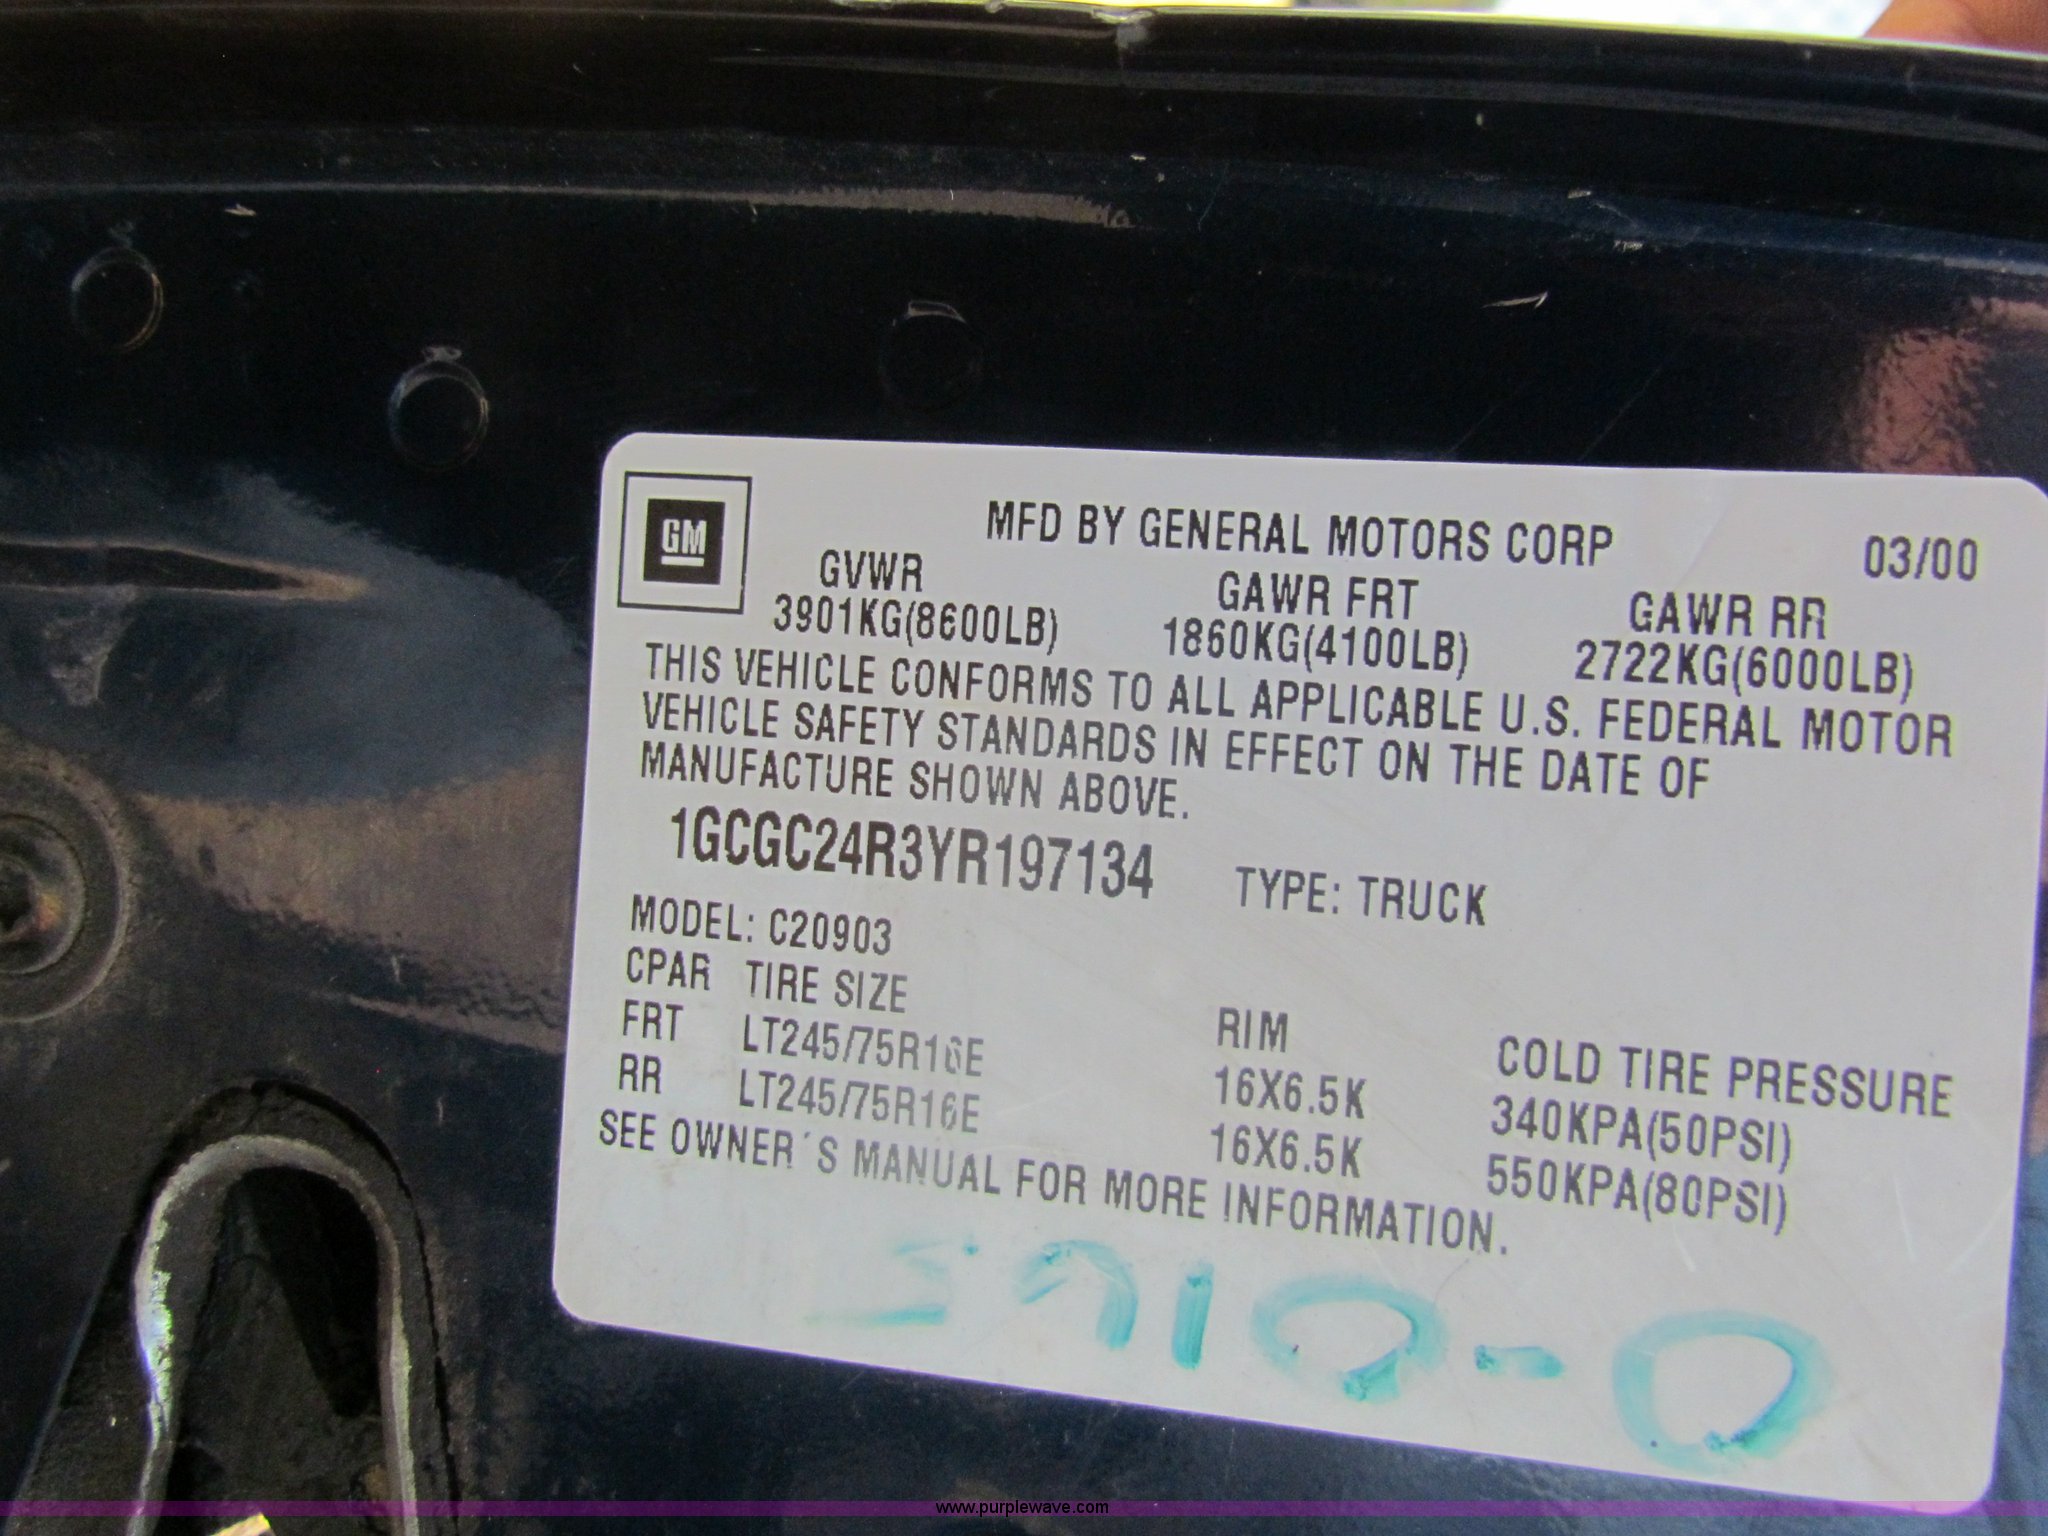 GM
MFD BY GENERAL MOTORS CORP 03/00
GVWR GAWR FRT GAWR RR
3901KG(8600LB) 1860KG(4100LB) 2722KG(6000LB)
THIS VEHICLE CONFORMS TO ALL APPLICABLE U.S. FEDERAL MOTOR
VEHICLE SAFETY STANDARDS IN EFFECT ON THE DATE OF
MANUFACTURE SHOWN ABOVE.
1GCGC24R3YR197134 TYPE: TRUCK
MODEL: C20903
CPAR TIRE SIZE RIM COLD TIRE PRESSURE
FRT LT245/75R16E 16X6.5K 340KPA(50PSI)
RR LT245/75R16E 16X6.5K 550KPA(80PSI)
SEE OWNER´S MANUAL FOR MORE INFORMATION.
www.purplewave.com